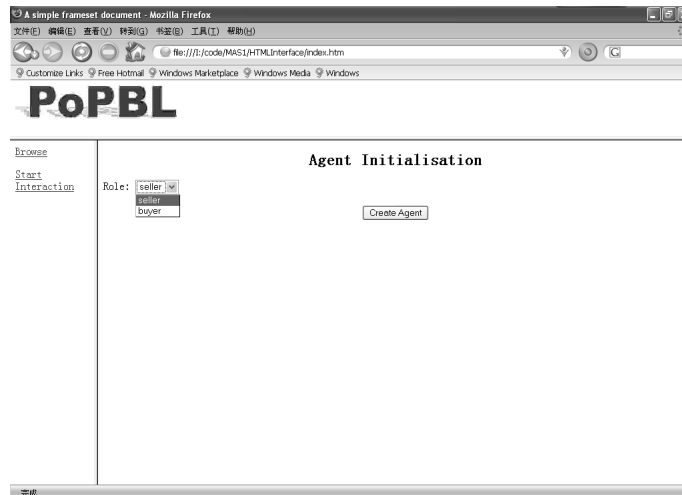 A simple frameset document - Mozilla Firefox
文件(F) 编辑(E) 查看(V) 转到(G) 书签(B) 工具(T) 帮助(H)
file:///I:/code/MAS1/HTMLInterface/index.htm
Customize Links Free Hotmail Windows Marketplace Windows Media Windows
PoPBL
Browse
Start
Interaction
Agent Initialisation
Role: seller
seller
buyer
Create Agent
完成